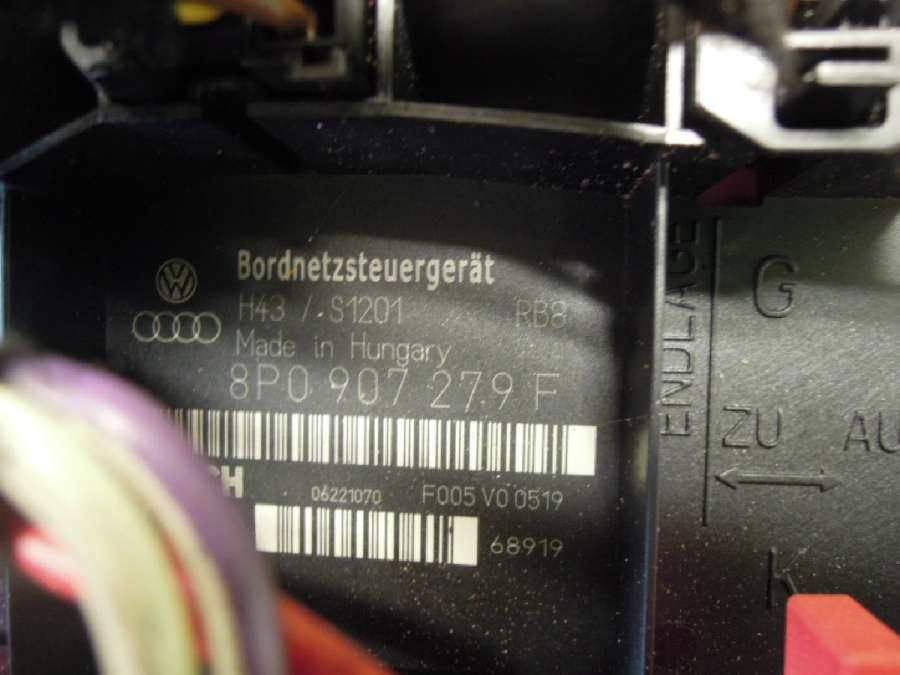 Bordnetzsteuergerät
H43 / S1201 RB8
Made in Hungary
8P0 907 279 F
06221070 F005 V0 0519
68919
ENDLAGE
G
ZU
K